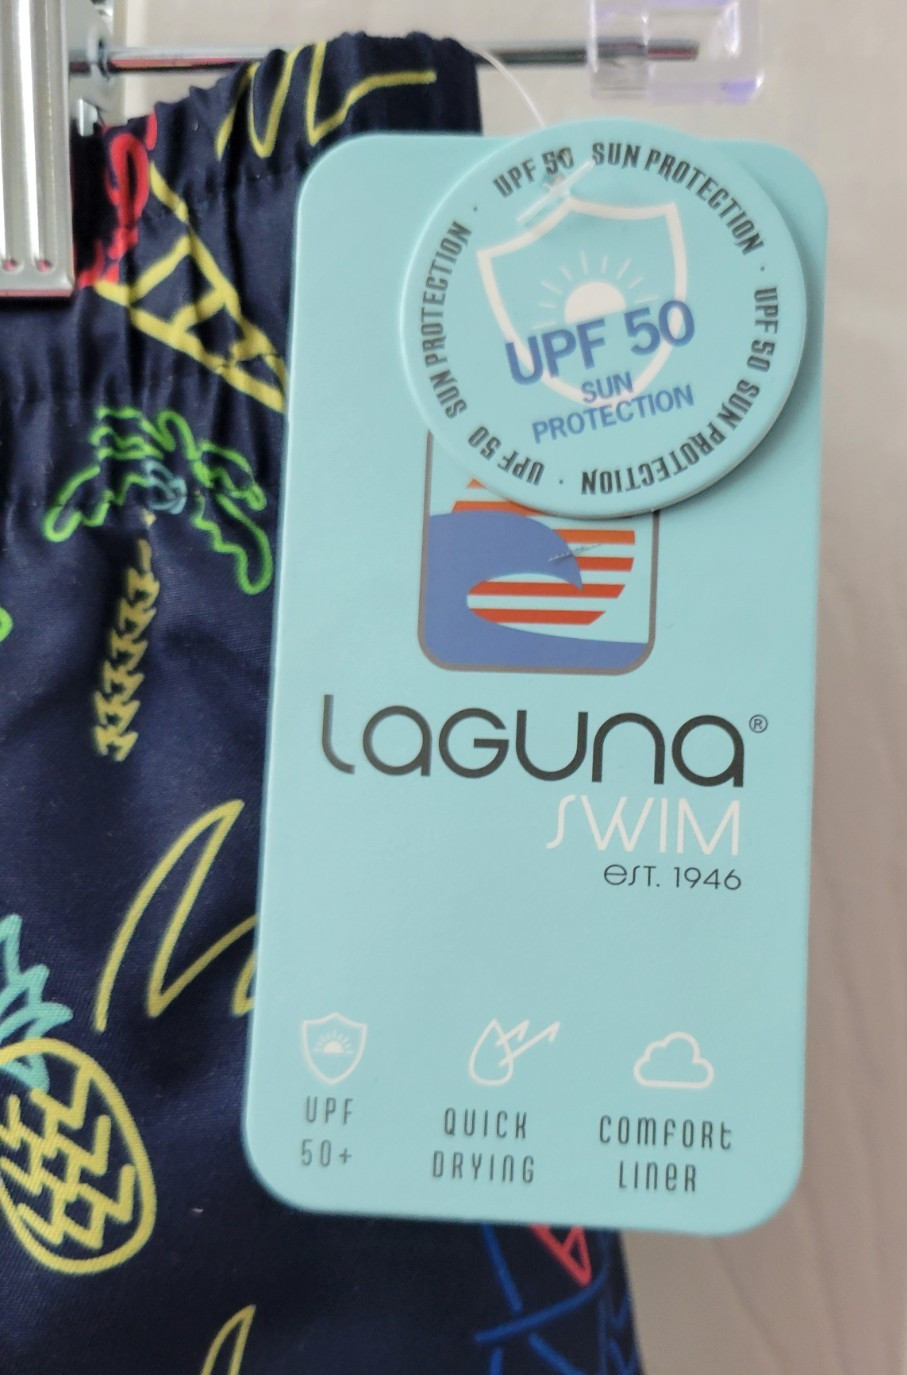 UPF 50 SUN PROTECTION · UPF 50 SUN PROTECTION · UPF 50 SUN PROTECTION ·
UPF 50
SUN
PROTECTION
Laguna®
SWIM
EST. 1946
UPF
50+
QUICK
DRYING
COMFORT
LINER